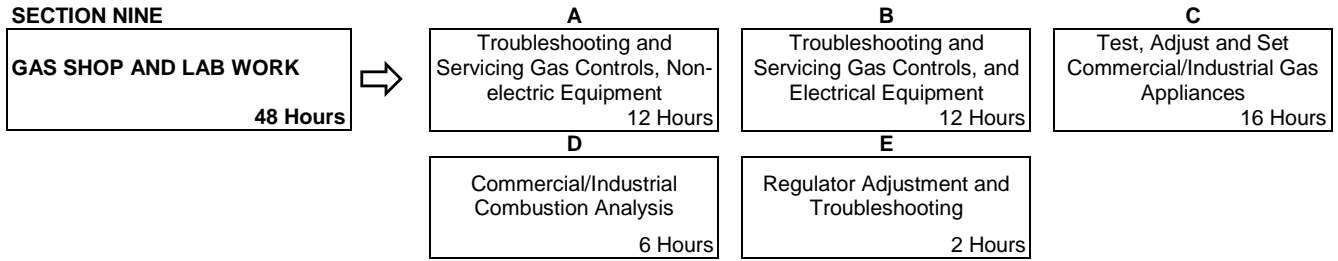 SECTION NINE
GAS SHOP AND LAB WORK
48 Hours
A
Troubleshooting and
Servicing Gas Controls, Non-
electric Equipment
12 Hours
B
Troubleshooting and
Servicing Gas Controls, and
Electrical Equipment
12 Hours
C
Test, Adjust and Set
Commercial/Industrial Gas
Appliances
16 Hours
D
Commercial/Industrial
Combustion Analysis
6 Hours
E
Regulator Adjustment and
Troubleshooting
2 Hours